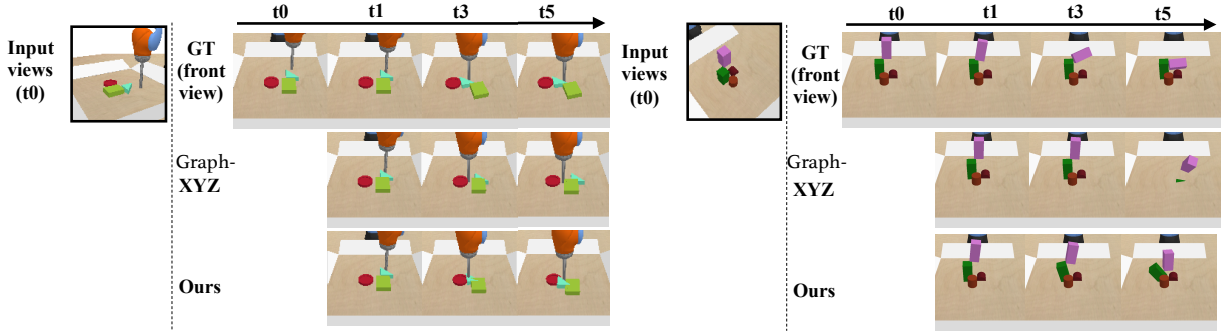 t0 t1 t3 t5
Input
views
(t0)
GT
(front
view)
Graph-
XYZ
Ours
t0 t1 t3 t5
Input
views
(t0)
GT
(front
view)
Graph-
XYZ
Ours